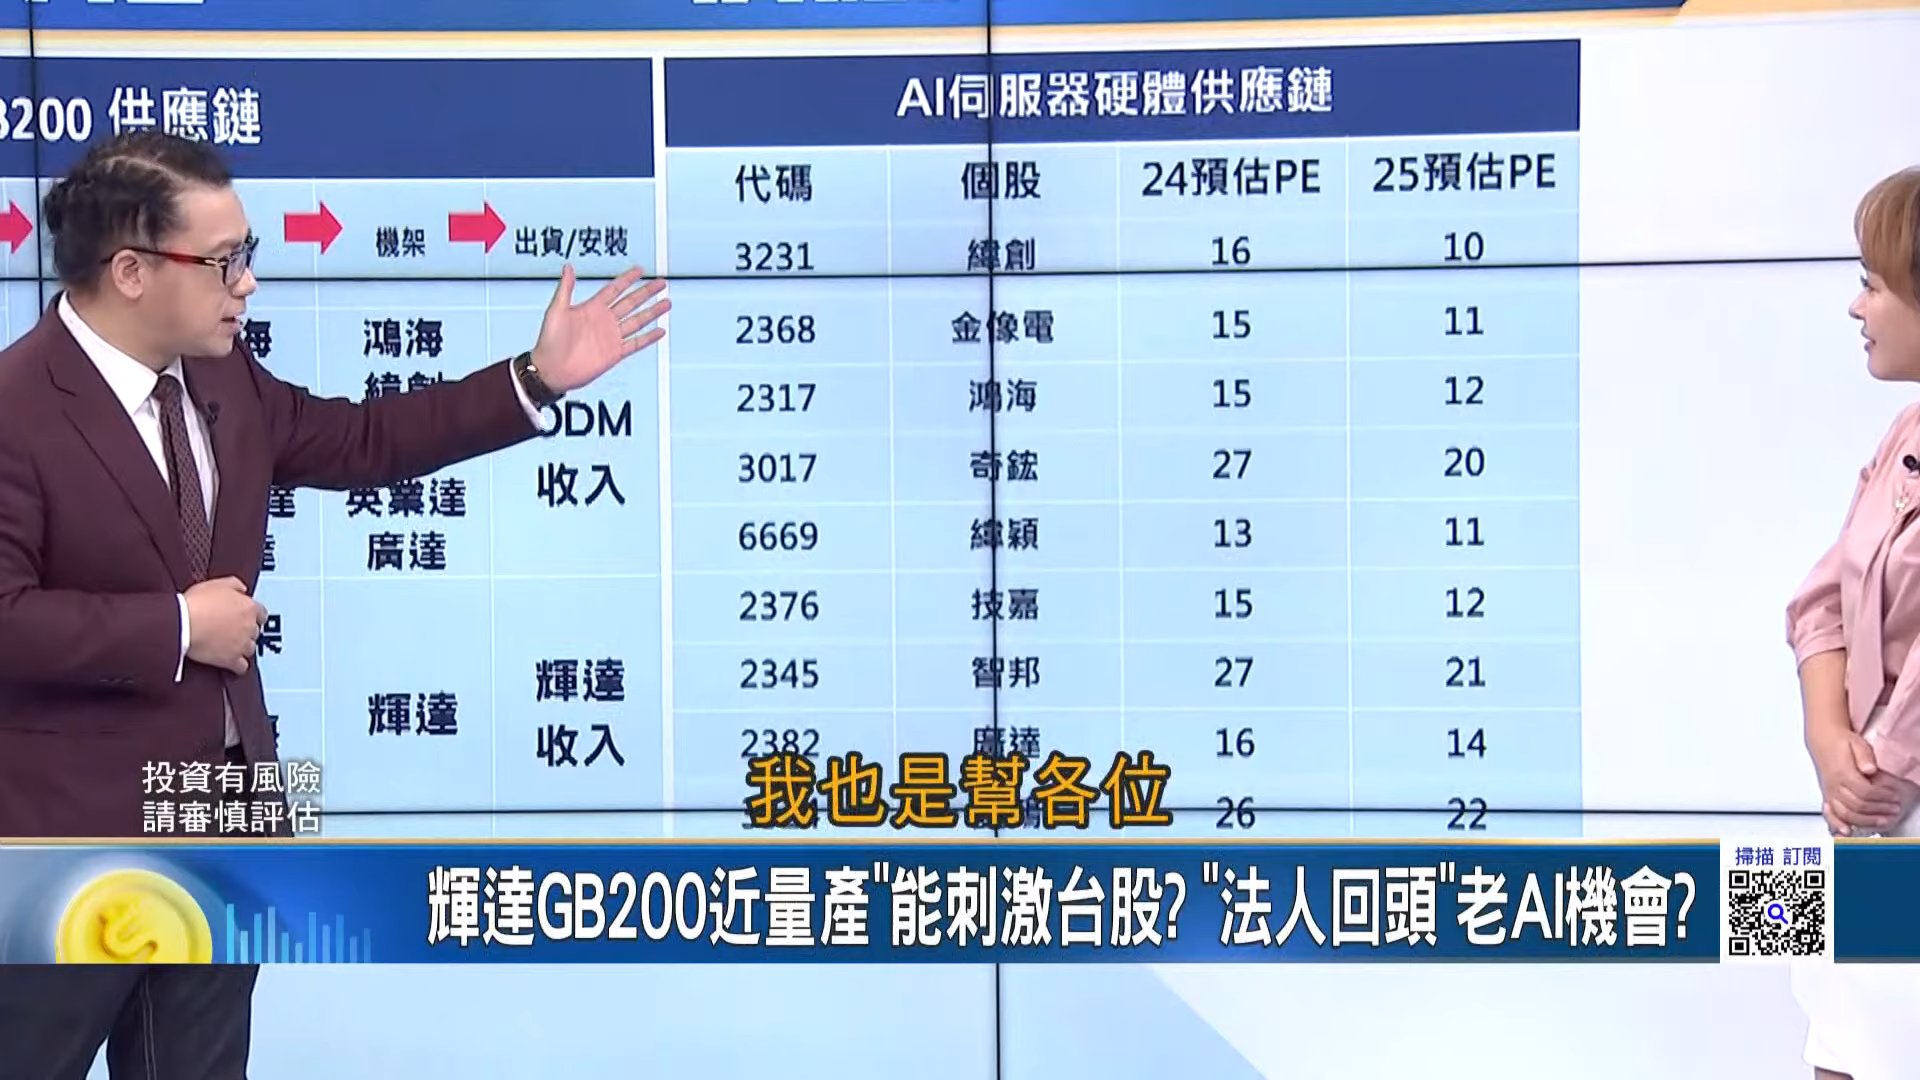 B200 供應鏈
機架
出貨/安裝
海
鴻海
緯創
ODM
收入
達
英業達
達
廣達
架
輝達
輝達
收入
AI伺服器硬體供應鏈
代碼 個股 24預估PE 25預估PE
3231 緯創 16 10
2368 金像電 15 11
2317 鴻海 15 12
3017 奇鋐 27 20
6669 緯穎 13 11
2376 技嘉 15 12
2345 智邦 27 21
2382 廣達 16 14
26 22
我也是幫各位
投資有風險
請審慎評估
輝達GB200近量產"能刺激台股?"法人回頭"老AI機會?
掃描 訂閱